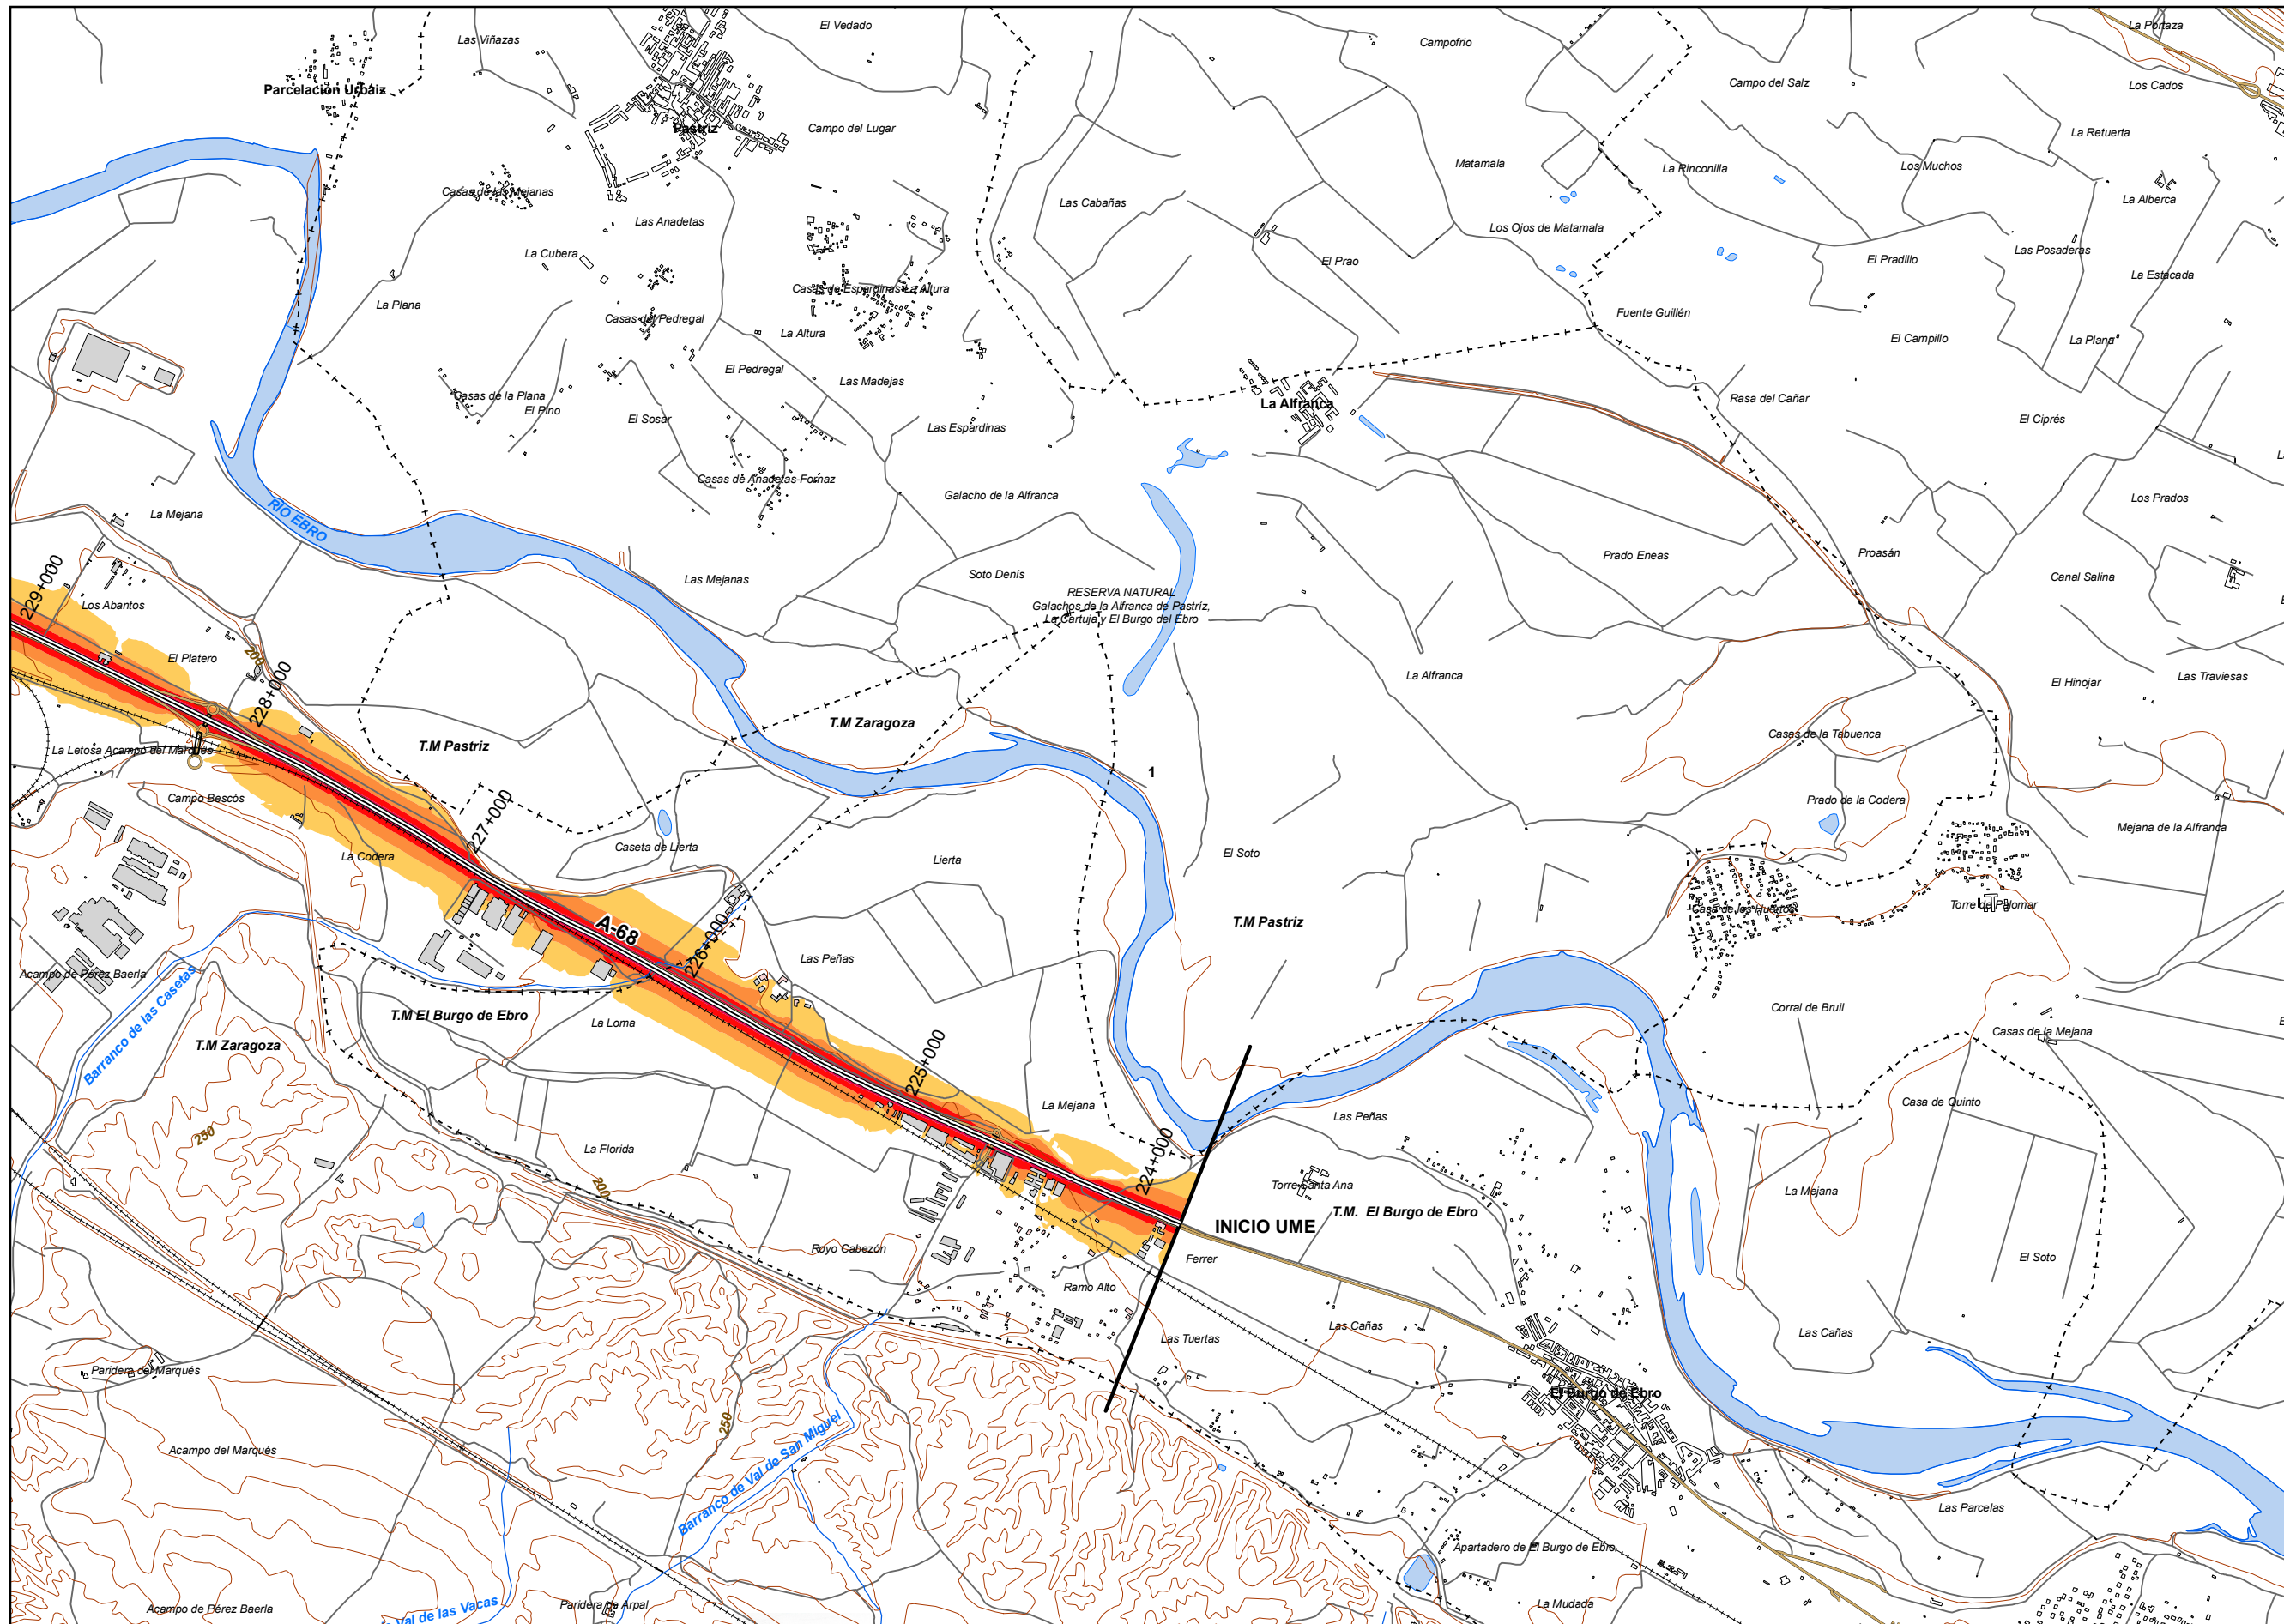 La Portaza
El Vedado
Las Viñazas
Campofrio
Campo del Salz
Los Cados
Parcelación Urbaiz
Pastriz
Campo del Lugar
La Retuerta
Matamala
La Rinconilla
Los Muchos
Casas de las Mejanas
La Alberca
Las Cabañas
Las Anadetas
Los Ojos de Matamala
La Cubera
El Prao
El Pradillo
Las Posaderas
La Estacada
Casas de Espardinas-La Altura
La Plana
Casas del Pedregal
La Altura
Fuente Guillén
El Campillo
La Plana
El Pedregal
Las Madejas
Casas de la Plana
El Pino
El Sosar
La Alfranca
Rasa del Cañar
El Ciprés
Las Espardinas
Casas de Anadetas-Fornaz
Galacho de la Alfranca
Los Prados
La Mejana
RÍO EBRO
Prado Eneas
Proasán
Canal Salina
Las Mejanas
Soto Denis
229+000
Los Abantos
RESERVA NATURAL
Galachos de la Alfranca de Pastríz,
La Cartuja y El Burgo del Ebro
El Platero
200
228+000
La Alfranca
El Hinojar
Las Traviesas
T.M Zaragoza
T.M Pastriz
La Letosa Acampo del Marqués
Casas de la Tabuenca
1
Campo Bescós
Prado de la Codera
227+000
Mejana de la Alfranca
La Codera
Caseta de Lierta
Lierta
El Soto
A-68
T.M Pastriz
Casa de los Huertos
Torre de Palomar
226+000
Las Peñas
Acampo de Pérez Baerla
Barranco de las Casetas
T.M El Burgo de Ebro
La Loma
Corral de Bruil
Casas de la Mejana
T.M Zaragoza
225+000
La Mejana
Las Peñas
Casa de Quinto
250
La Florida
224+000
200
Torre-Santa Ana
La Mejana
T.M. El Burgo de Ebro
INICIO UME
Royo Cabezón
Ferrer
El Soto
Ramo Alto
Las Tuertas
Las Cañas
Las Cañas
Paridera del Marqués
El Burgo de Ebro
250
Barranco de Val de San Miguel
Acampo del Marqués
Las Parcelas
Apartadero de El Burgo de Ebro
Val de las Vacas
Acampo de Pérez Baerla
Paridera de Arpal
La Mudada